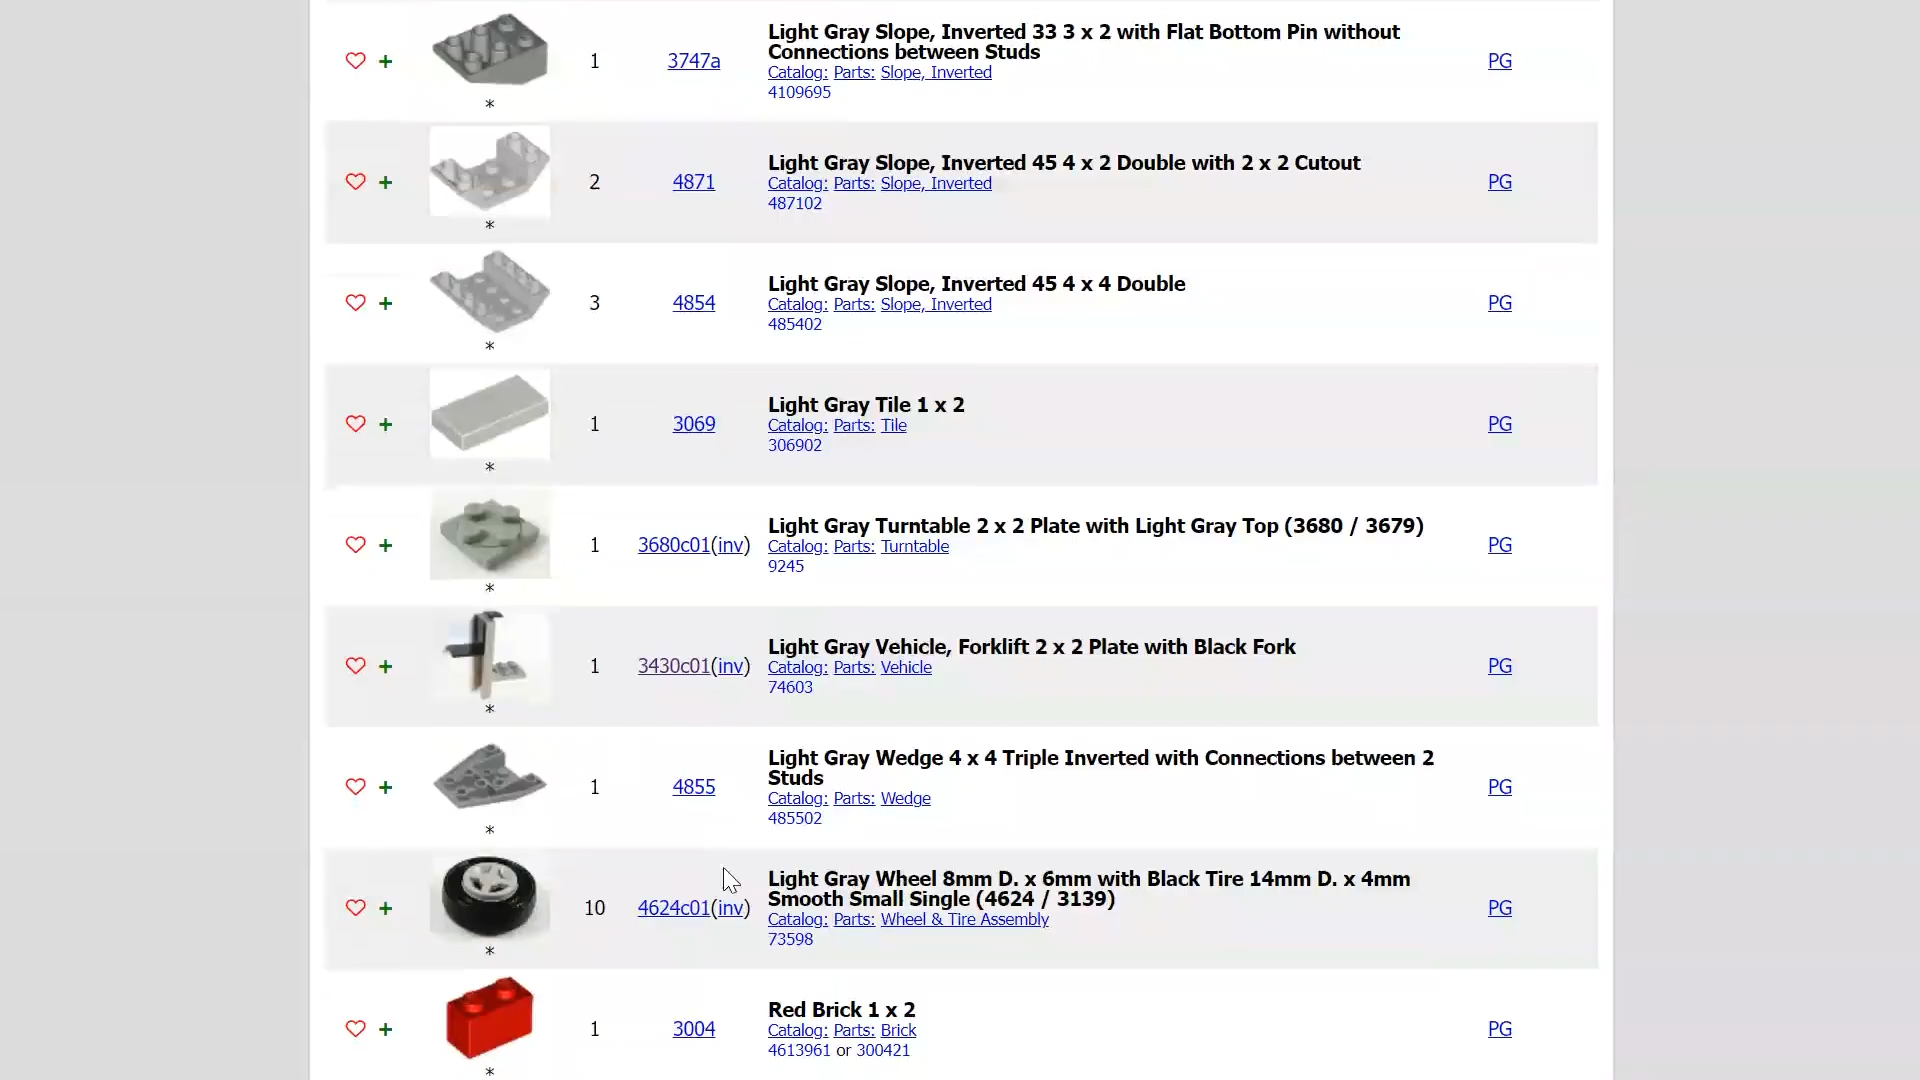 1 3747a Light Gray Slope, Inverted 33 3 x 2 with Flat Bottom Pin without PG
Connections between Studs
Catalog: Parts: Slope, Inverted
4109695
*
2 4871 Light Gray Slope, Inverted 45 4 x 2 Double with 2 x 2 Cutout PG
Catalog: Parts: Slope, Inverted
487102
*
3 4854 Light Gray Slope, Inverted 45 4 x 4 Double PG
Catalog: Parts: Slope, Inverted
485402
*
1 3069 Light Gray Tile 1 x 2 PG
Catalog: Parts: Tile
306902
*
1 3680c01(inv) Light Gray Turntable 2 x 2 Plate with Light Gray Top (3680 / 3679) PG
Catalog: Parts: Turntable
9245
*
1 3430c01(inv) Light Gray Vehicle, Forklift 2 x 2 Plate with Black Fork PG
Catalog: Parts: Vehicle
74603
*
1 4855 Light Gray Wedge 4 x 4 Triple Inverted with Connections between 2 PG
Studs
Catalog: Parts: Wedge
485502
*
10 4624c01(inv) Light Gray Wheel 8mm D. x 6mm with Black Tire 14mm D. x 4mm PG
Smooth Small Single (4624 / 3139)
Catalog: Parts: Wheel & Tire Assembly
73598
*
1 3004 Red Brick 1 x 2 PG
Catalog: Parts: Brick
4613961 or 300421
*